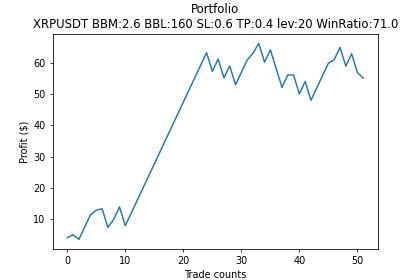 Portfolio
XRPUSDT BBM:2.6 BBL:160 SL:0.6 TP:0.4 lev:20 WinRatio:71.0
60
50
40
30
20
10
Profit ($)
0 10 20 30 40 50
Trade counts